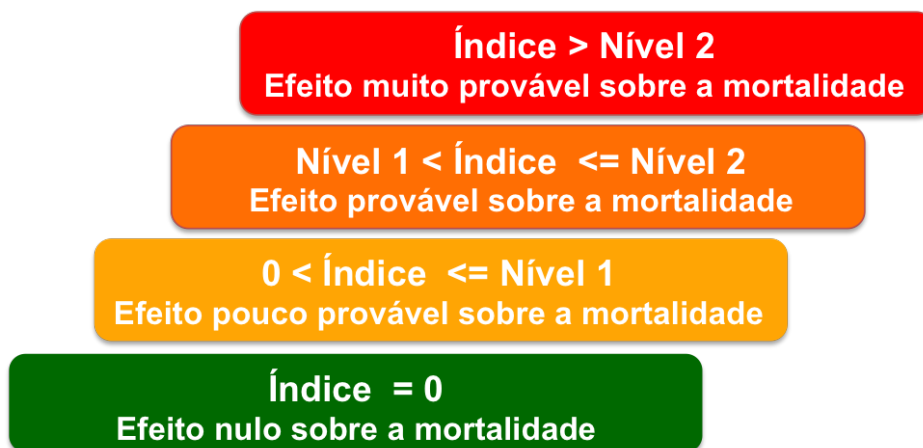 Índice > Nível 2
Efeito muito provável sobre a mortalidade
Nível 1 < Índice <= Nível 2
Efeito provável sobre a mortalidade
0 < Índice <= Nível 1
Efeito pouco provável sobre a mortalidade
Índice = 0
Efeito nulo sobre a mortalidade